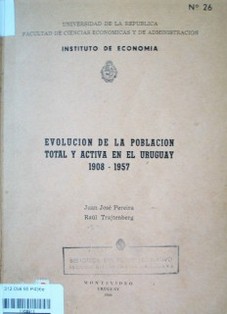 Nº 26
UNIVERSIDAD DE LA REPUBLICA
FACULTAD DE CIENCIAS ECONOMICAS Y DE ADMINISTRACION
INSTITUTO DE ECONOMIA
EVOLUCION DE LA POBLACION
TOTAL Y ACTIVA EN EL URUGUAY
1908 - 1957
Juan José Pereira
Raúl Trajtenberg
MONTEVIDEO
URUGUAY